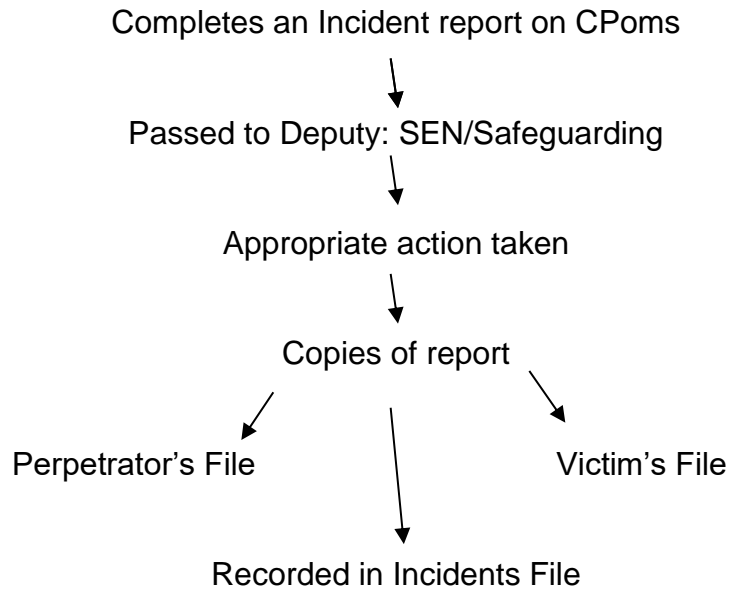 Completes an Incident report on CPoms
Passed to Deputy: SEN/Safeguarding
Appropriate action taken
Copies of report
Perpetrator’s File
Victim’s File
Recorded in Incidents File